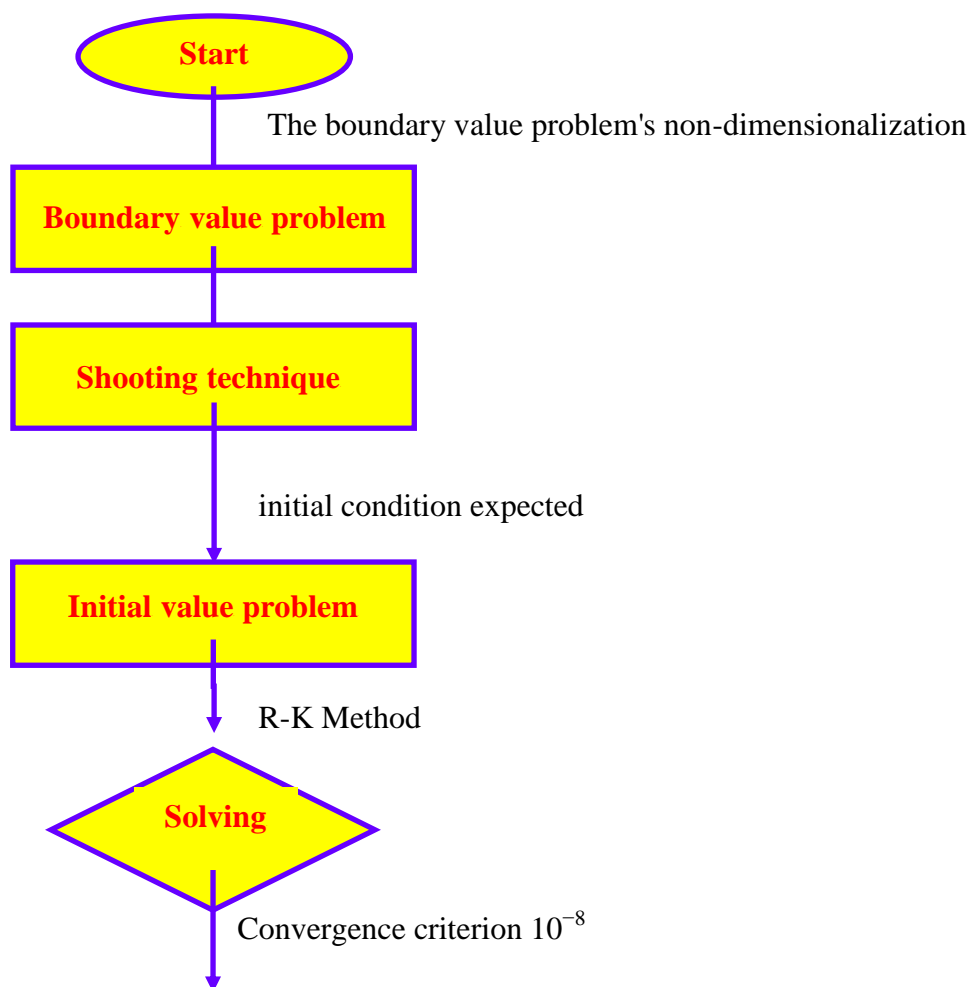 Start
The boundary value problem's non-dimensionalization
Boundary value problem
Shooting technique
initial condition expected
Initial value problem
R-K Method
Solving
Convergence criterion 10⁻⁸